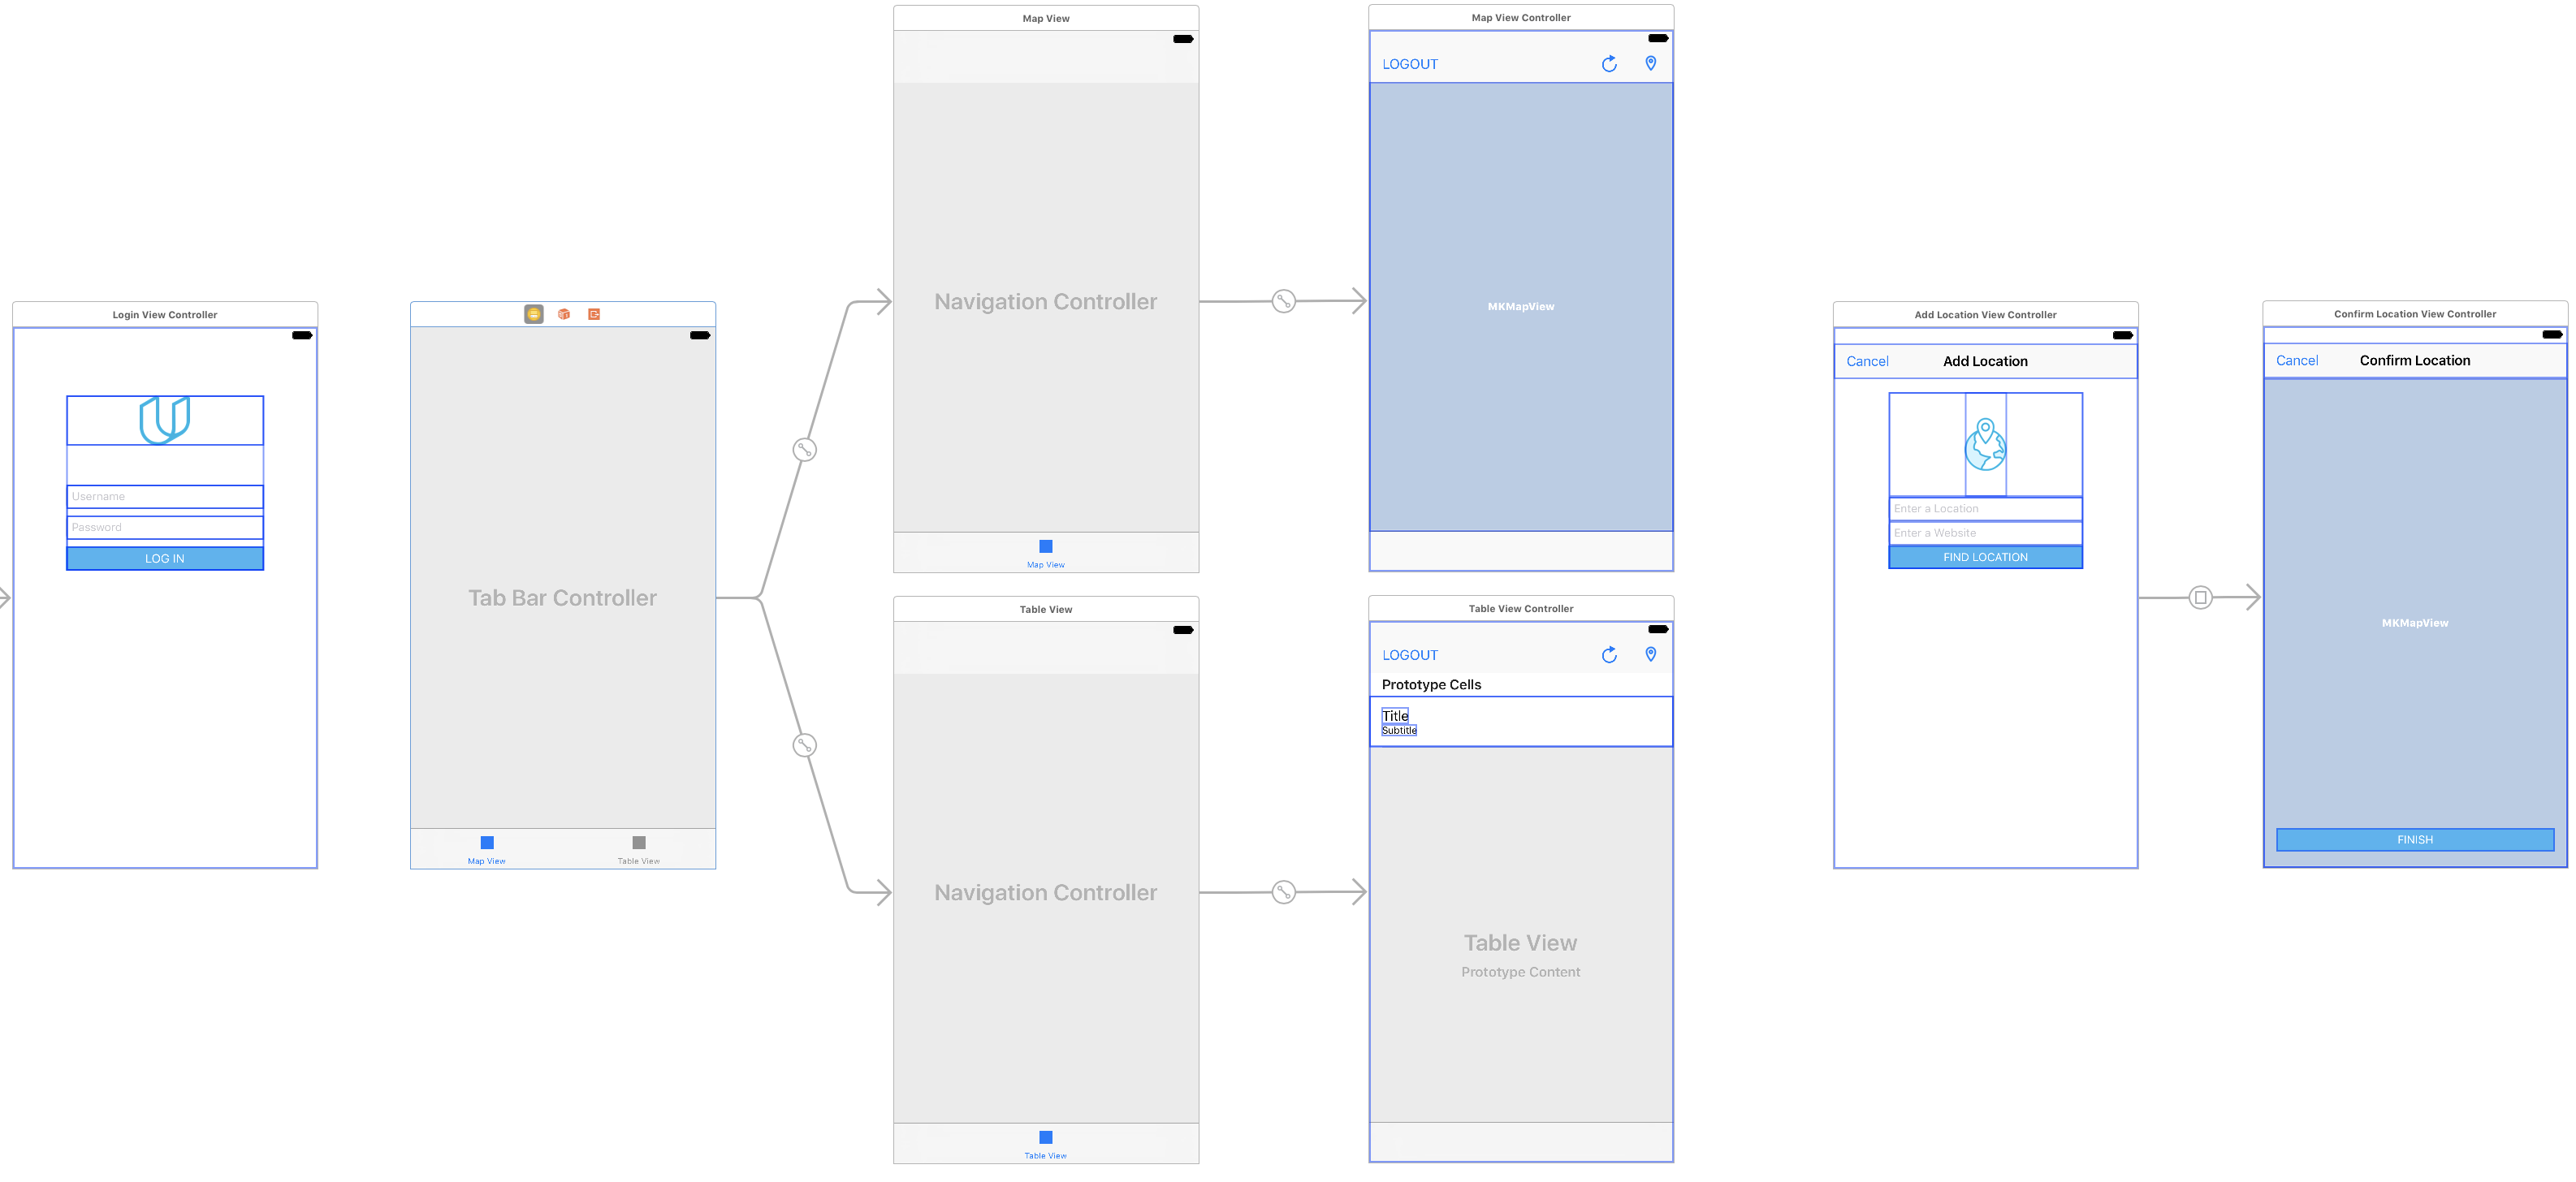 Login View Controller
Username
Password
LOG IN
Tab Bar Controller
Map View
Table View
Map View
Navigation Controller
Map View
Table View
Navigation Controller
Table View
Map View Controller
LOGOUT
MKMapView
Table View Controller
LOGOUT
Prototype Cells
Title
Subtitle
Table View
Prototype Content
Add Location View Controller
Cancel
Add Location
Enter a Location
Enter a Website
FIND LOCATION
Confirm Location View Controller
Cancel
Confirm Location
MKMapView
FINISH